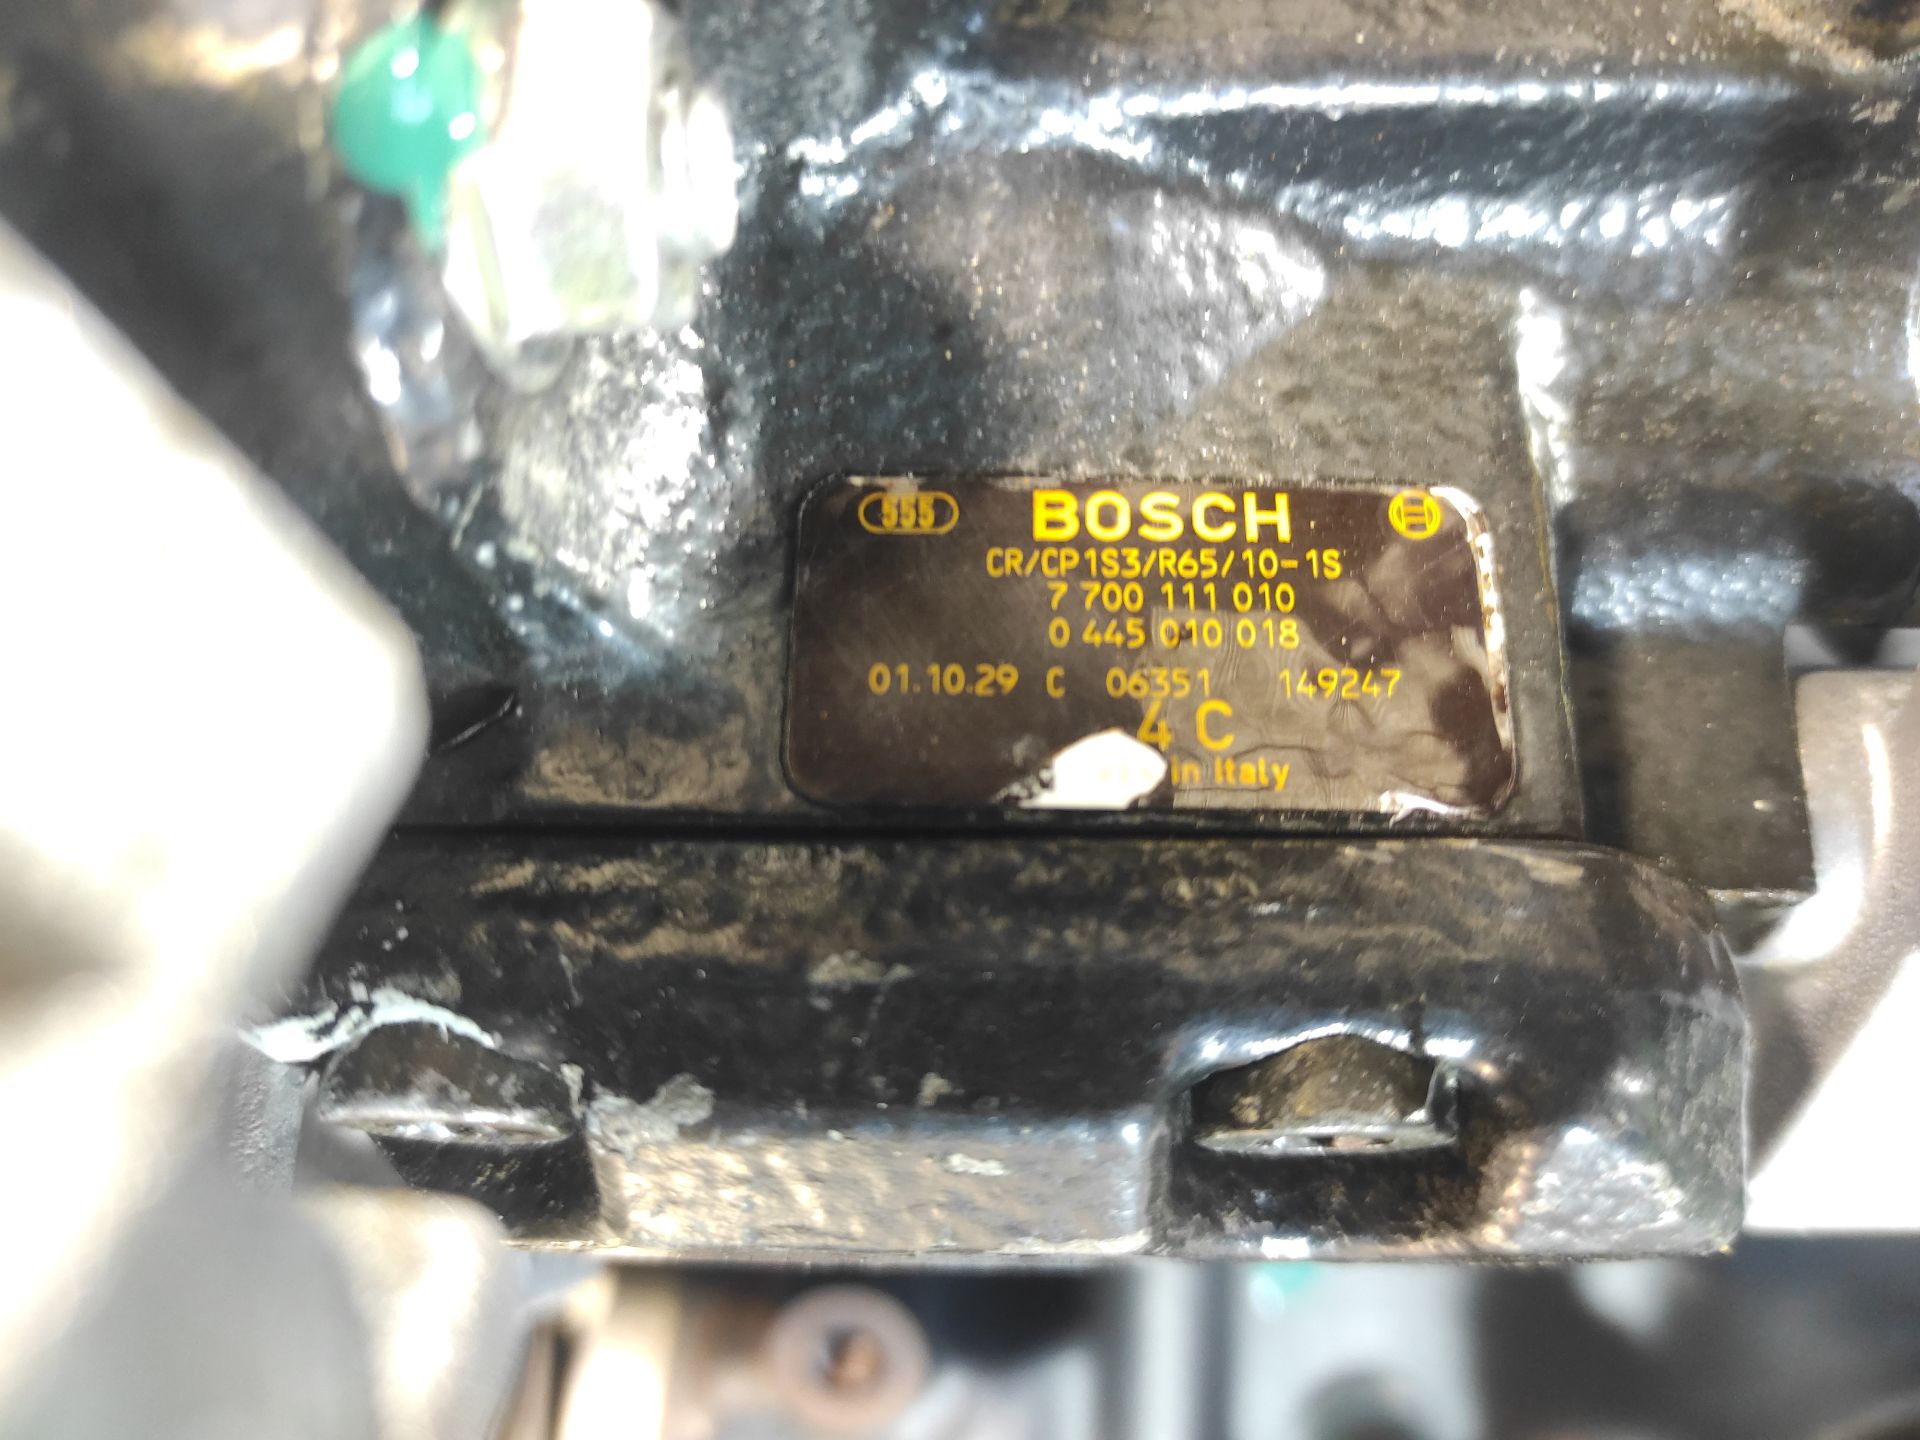 555 BOSCH
CR/CP1S3/R65/10-1S
7 700 111 010
0 445 010 018
01.10.29 C 06351 149247
4 C
in Italy